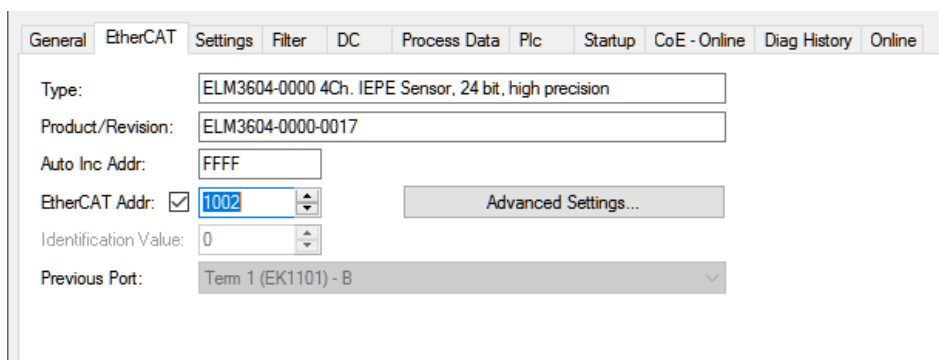 General EtherCAT Settings Filter DC Process Data Plc Startup CoE - Online Diag History Online
Type: ELM3604-0000 4Ch. IEPE Sensor, 24 bit, high precision
Product/Revision: ELM3604-0000-0017
Auto Inc Addr: FFFF
EtherCAT Addr: 1002 Advanced Settings...
Identification Value: 0
Previous Port: Term 1 (EK1101) - B